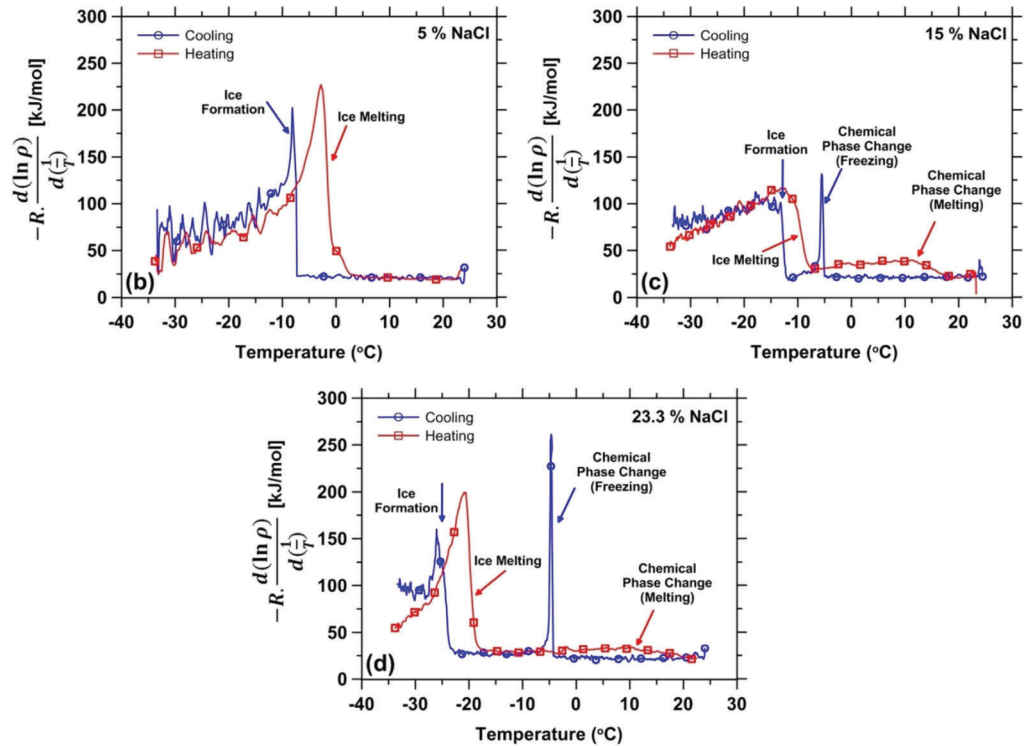 300
250
200
150
100
50
0
−R. d(ln ρ) / d(1/T) [kJ/mol]
Cooling
Heating
5 % NaCl
Ice
Formation
Ice Melting
(b)
-40 -30 -20 -10 0 10 20 30
Temperature (°C)
300
250
200
150
100
50
0
−R. d(ln ρ) / d(1/T) [kJ/mol]
Cooling
Heating
15 % NaCl
Ice
Formation
Chemical
Phase Change
(Freezing)
Chemical
Phase Change
(Melting)
Ice Melting
(c)
-40 -30 -20 -10 0 10 20 30
Temperature (°C)
300
250
200
150
100
50
0
−R. d(ln ρ) / d(1/T) [kJ/mol]
Cooling
Heating
23.3 % NaCl
Chemical
Phase Change
(Freezing)
Ice
Formation
Ice Melting
Chemical
Phase Change
(Melting)
(d)
-40 -30 -20 -10 0 10 20 30
Temperature (°C)